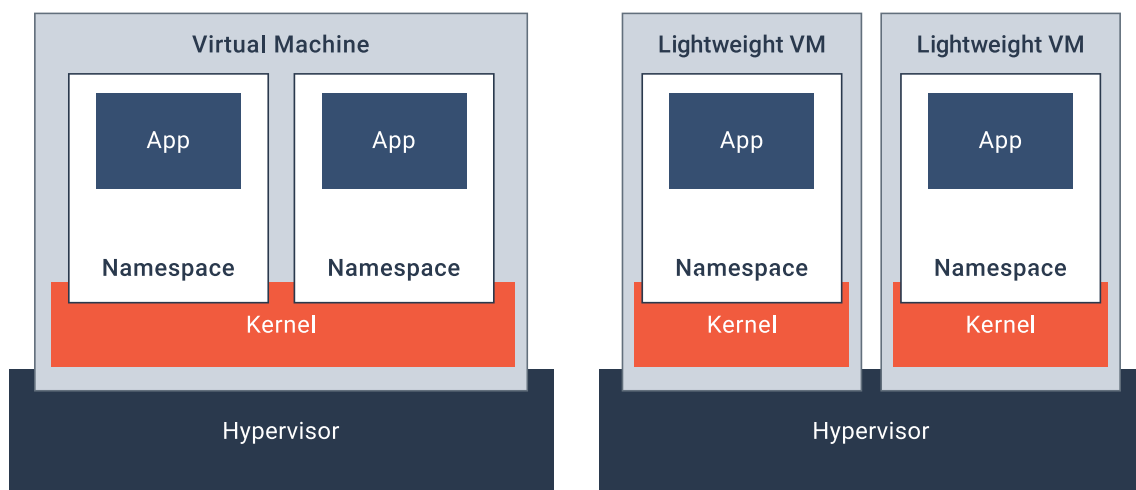 Virtual Machine
App
App
Namespace
Namespace
Kernel
Hypervisor
Lightweight VM
Lightweight VM
App
App
Namespace
Namespace
Kernel
Kernel
Hypervisor